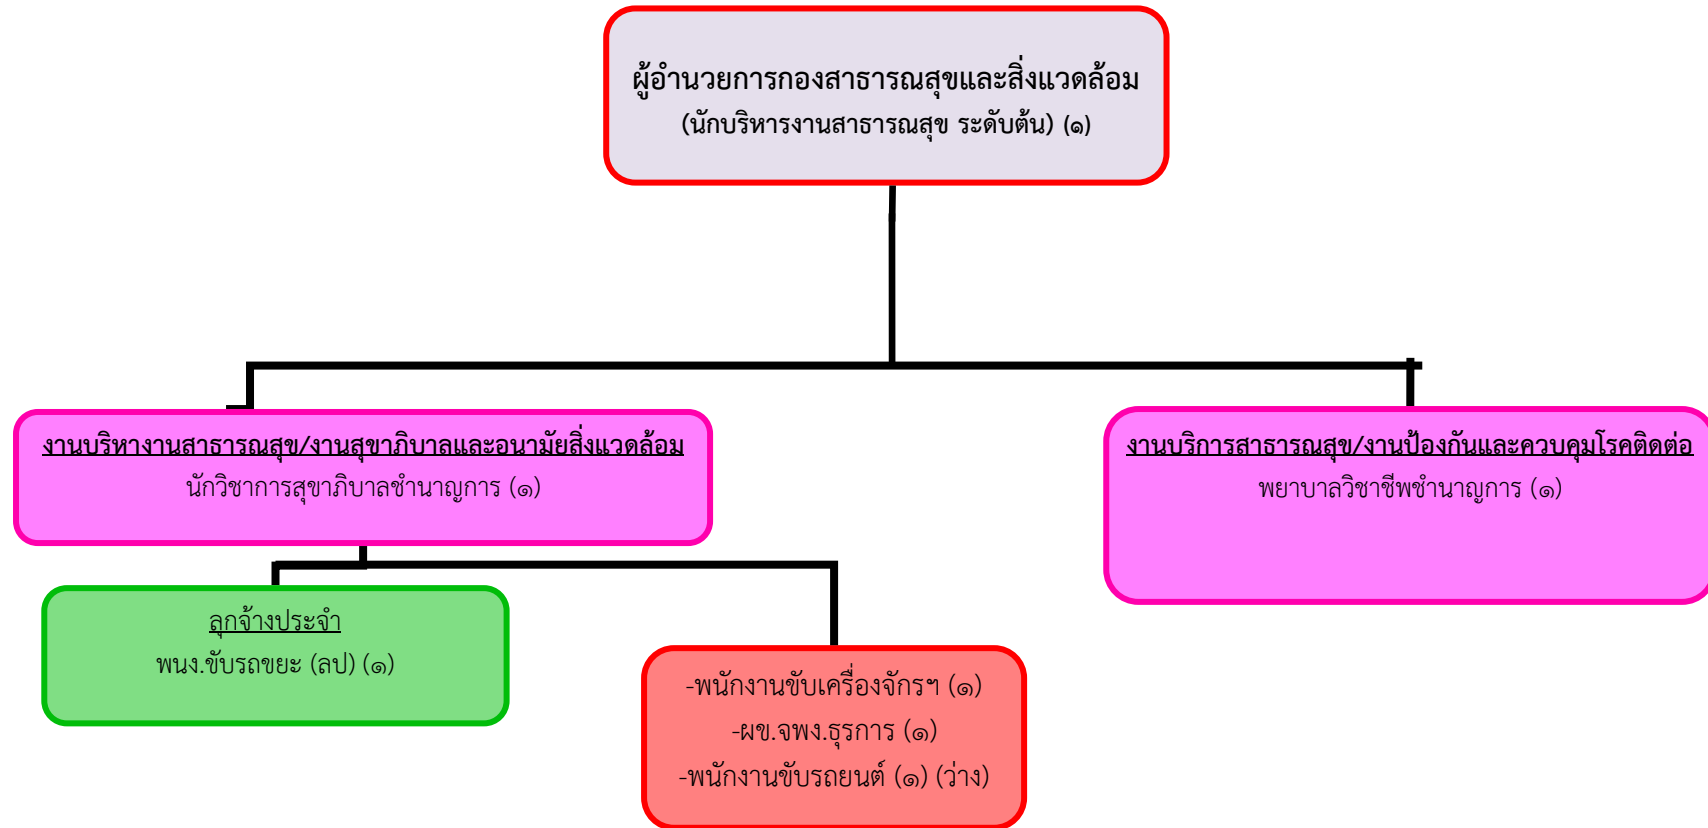 ผู้อำนวยการกองสาธารณสุขและสิ่งแวดล้อม
(นักบริหารงานสาธารณสุข ระดับต้น) (๑)
งานบริหางานสาธารณสุข/งานสุขาภิบาลและอนามัยสิ่งแวดล้อม
นักวิชาการสุขาภิบาลชำนาญการ (๑)
งานบริการสาธารณสุข/งานป้องกันและควบคุมโรคติดต่อ
พยาบาลวิชาชีพชำนาญการ (๑)
ลูกจ้างประจำ
พนง.ขับรถขยะ (ลป) (๑)
-พนักงานขับเครื่องจักรฯ (๑)
-ผข.จพง.ธุรการ (๑)
-พนักงานขับรถยนต์ (๑) (ว่าง)